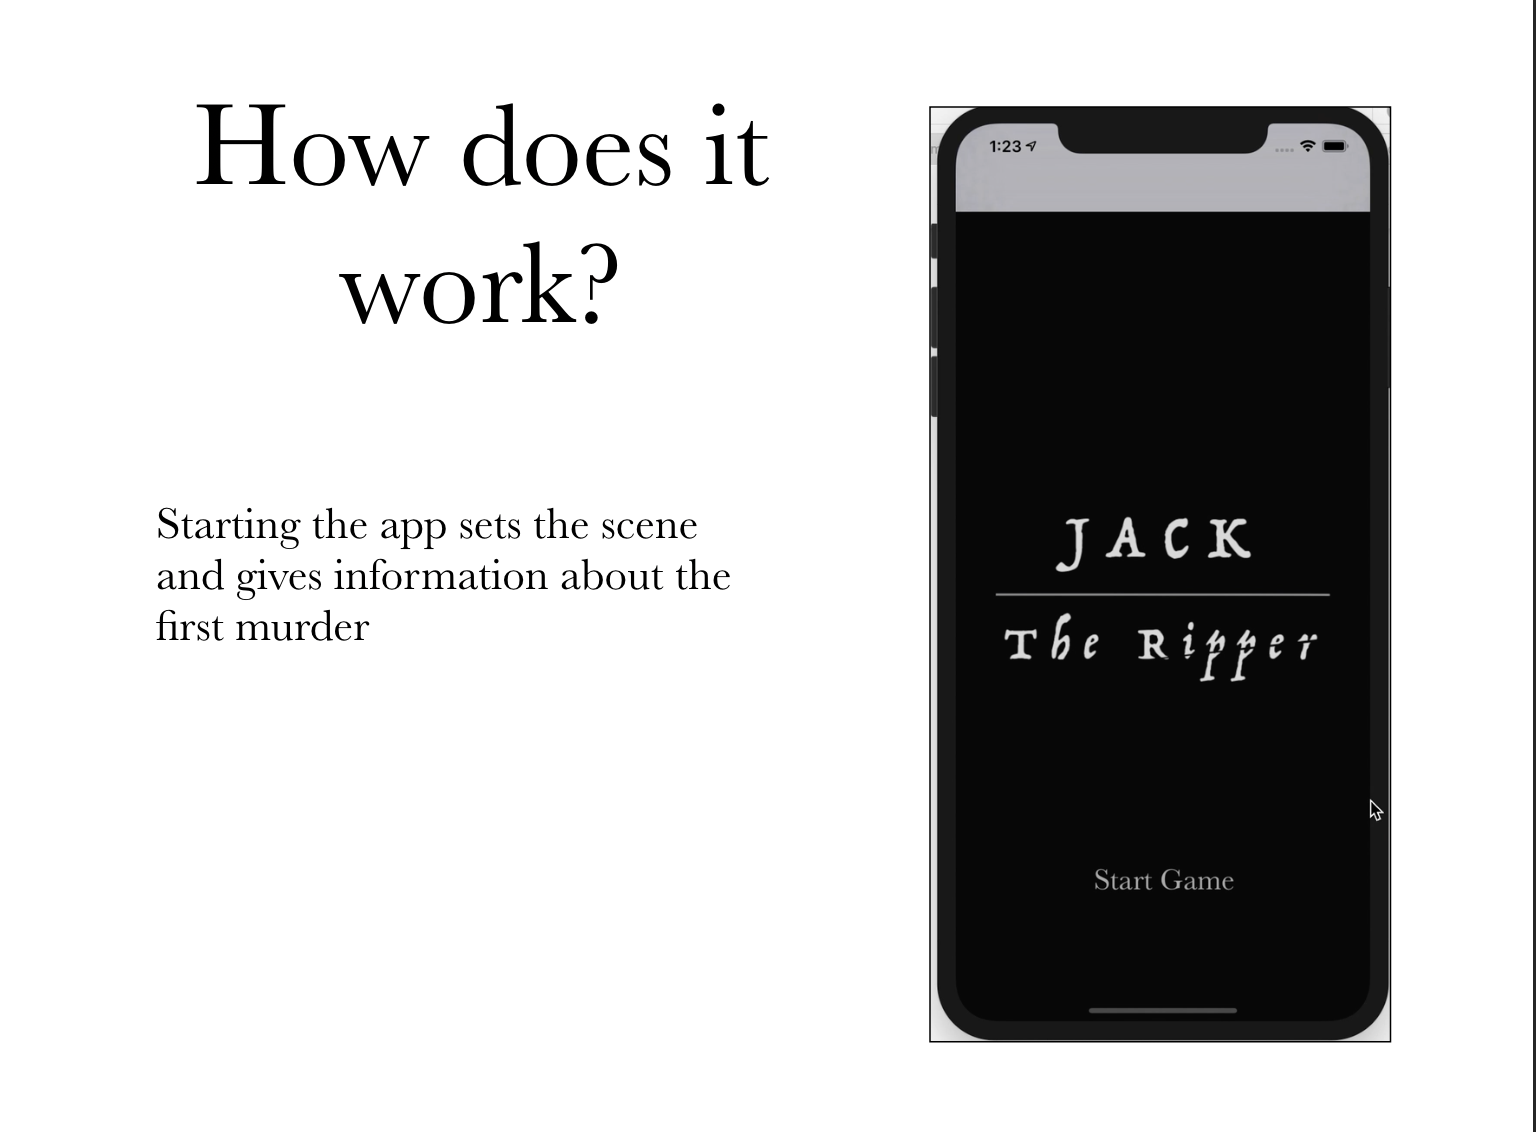 How does it
work?
Starting the app sets the scene
and gives information about the
first murder
1:23
JACK
The Ripper
Start Game